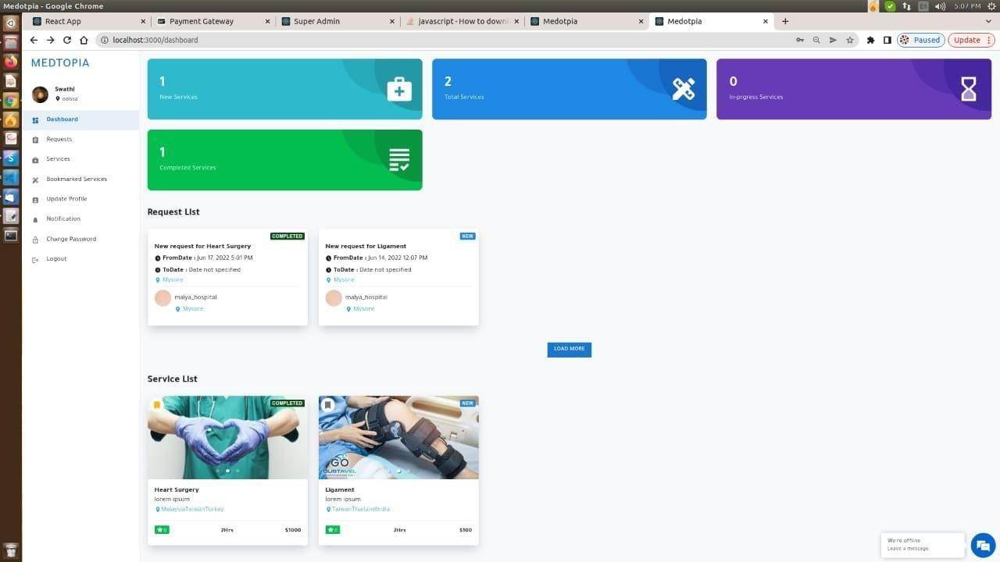 Medotpia - Google Chrome
En
5:07 PM
React App
Payment Gateway
Super Admin
javascript - How to downl
Medotpia
Medotpia
localhost:3000/dashboard
Paused
Update
MEDTOPIA
Swathi
odissa
Dashboard
Requests
Services
Bookmarked Services
Update Profile
Notification
Change Password
Logout
1
New Services
2
Total Services
0
In-prgress Services
1
Completed Services
Request List
COMPLETED
New request for Heart Surgery
FromDate : Jun 17, 2022 5:01 PM
ToDate : Date not specified
Mysore
malya_hospital
Mysore
NEW
New request for Ligament
FromDate : Jun 14, 2022 12:07 PM
ToDate : Date not specified
Mysore
malya_hospital
Mysore
LOAD MORE
Service List
COMPLETED
Heart Surgery
lorem ipsum
MalaysiaTaiwanTurkey
0
2Hrs
$1000
NEW
GO
GUSTAVEL
Ligament
lorem ipsum
TaiwanThailandIndia
0
2Hrs
$100
We're offline
Leave a message